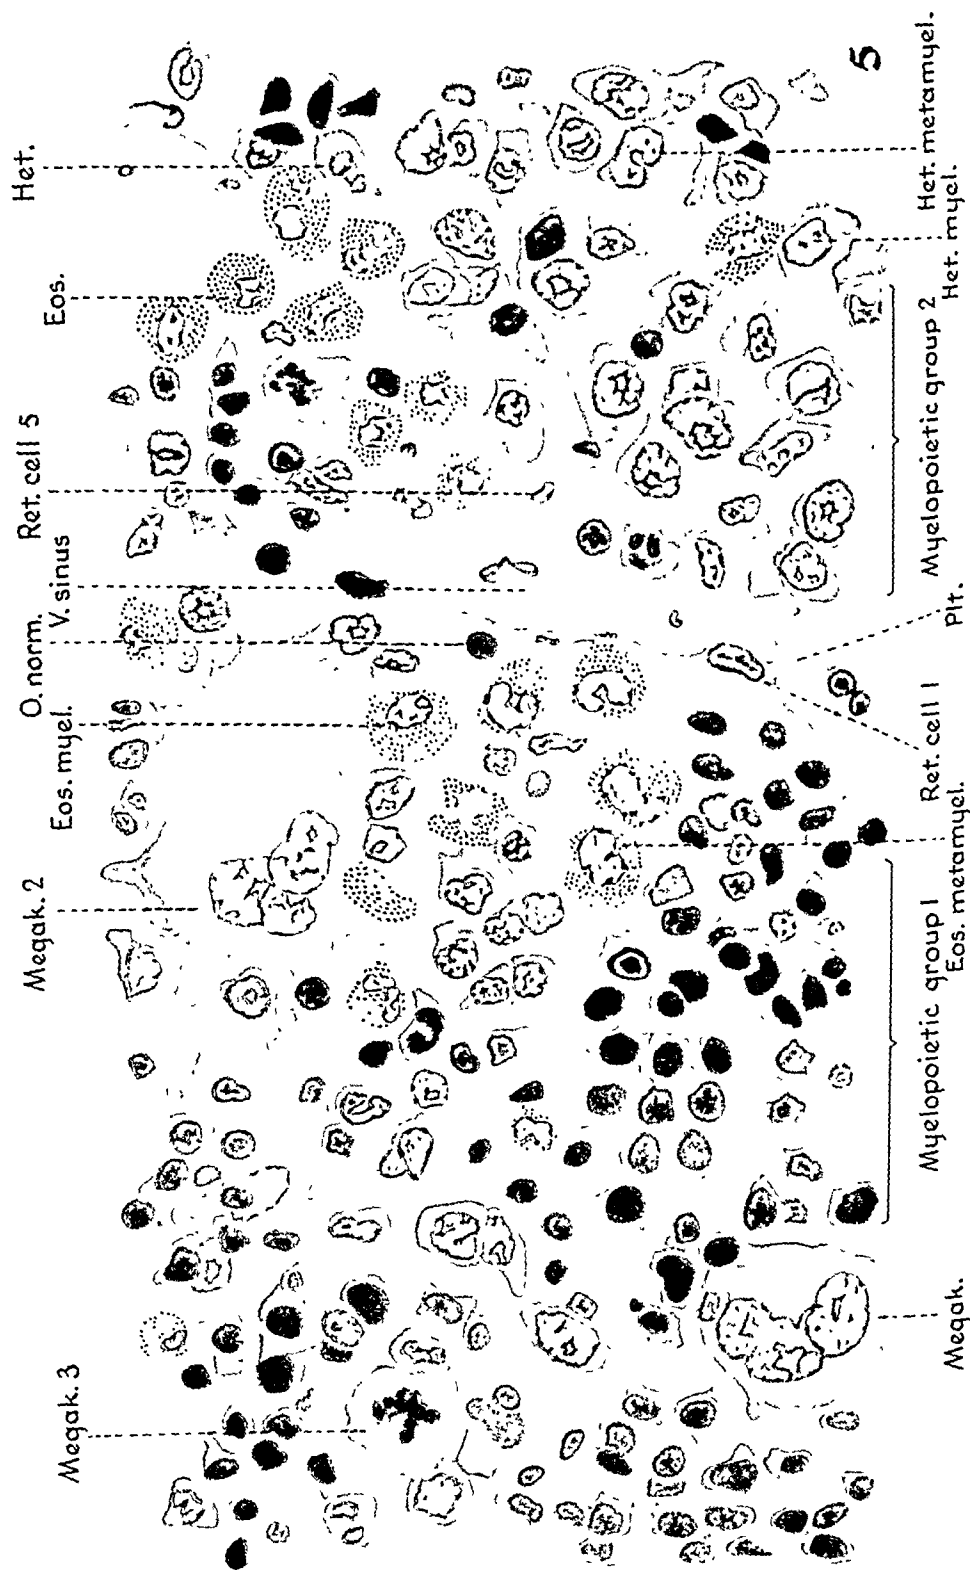 Megak. 3
Megak. 2
Eos. myel.
O. norm.
V. sinus
Ret. cell 5
Eos.
Het.
5
Megak.
Myelopoietic group 1
Eos. metamyel.
Ret. cell 1
Plt.
Myelopoietic group 2
Het. myel.
Het. metamyel.